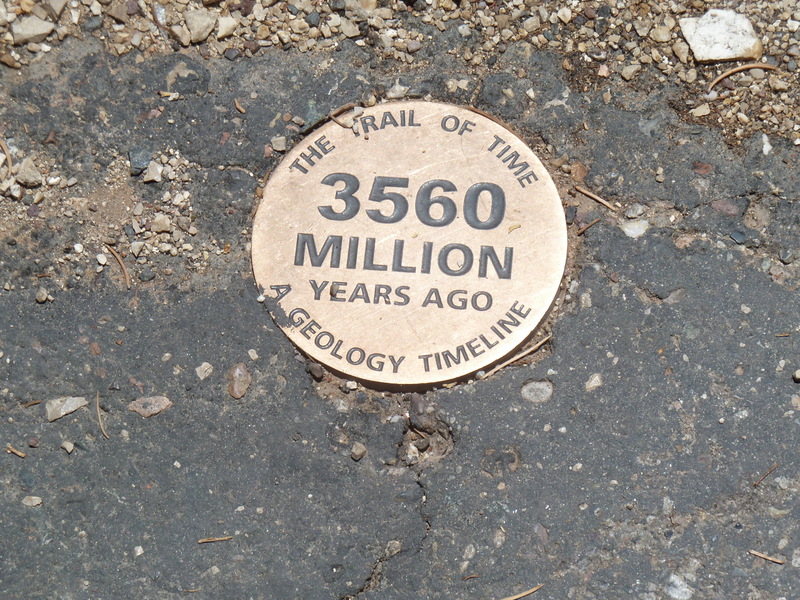 THE TRAIL OF TIME
3560
MILLION
YEARS AGO
A GEOLOGY TIMELINE